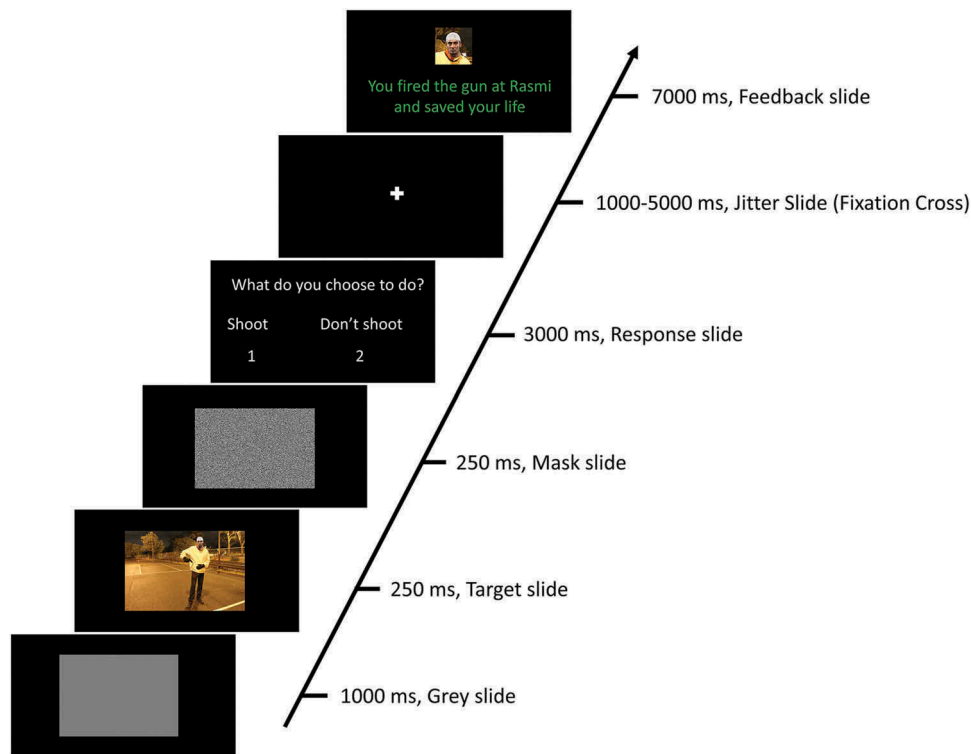 You fired the gun at Rasmi
and saved your life
7000 ms, Feedback slide
1000-5000 ms, Jitter Slide (Fixation Cross)
What do you choose to do?
Shoot Don't shoot
1 2
3000 ms, Response slide
250 ms, Mask slide
250 ms, Target slide
1000 ms, Grey slide